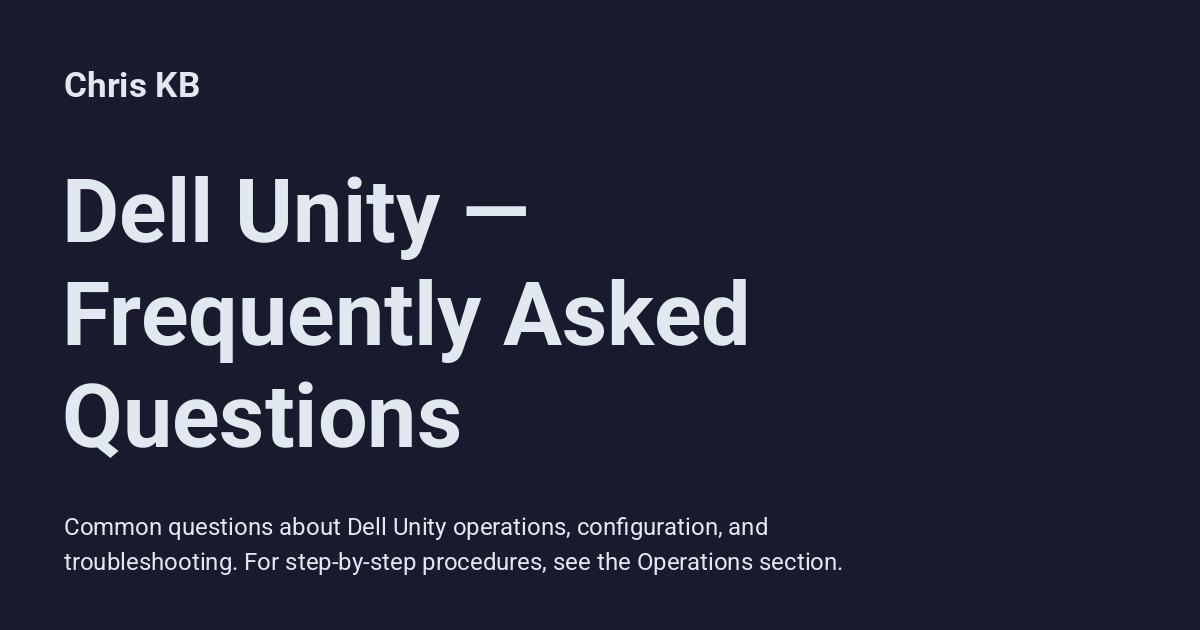 Chris KB
Dell Unity —
Frequently Asked
Questions
Common questions about Dell Unity operations, configuration, and
troubleshooting. For step-by-step procedures, see the Operations section.